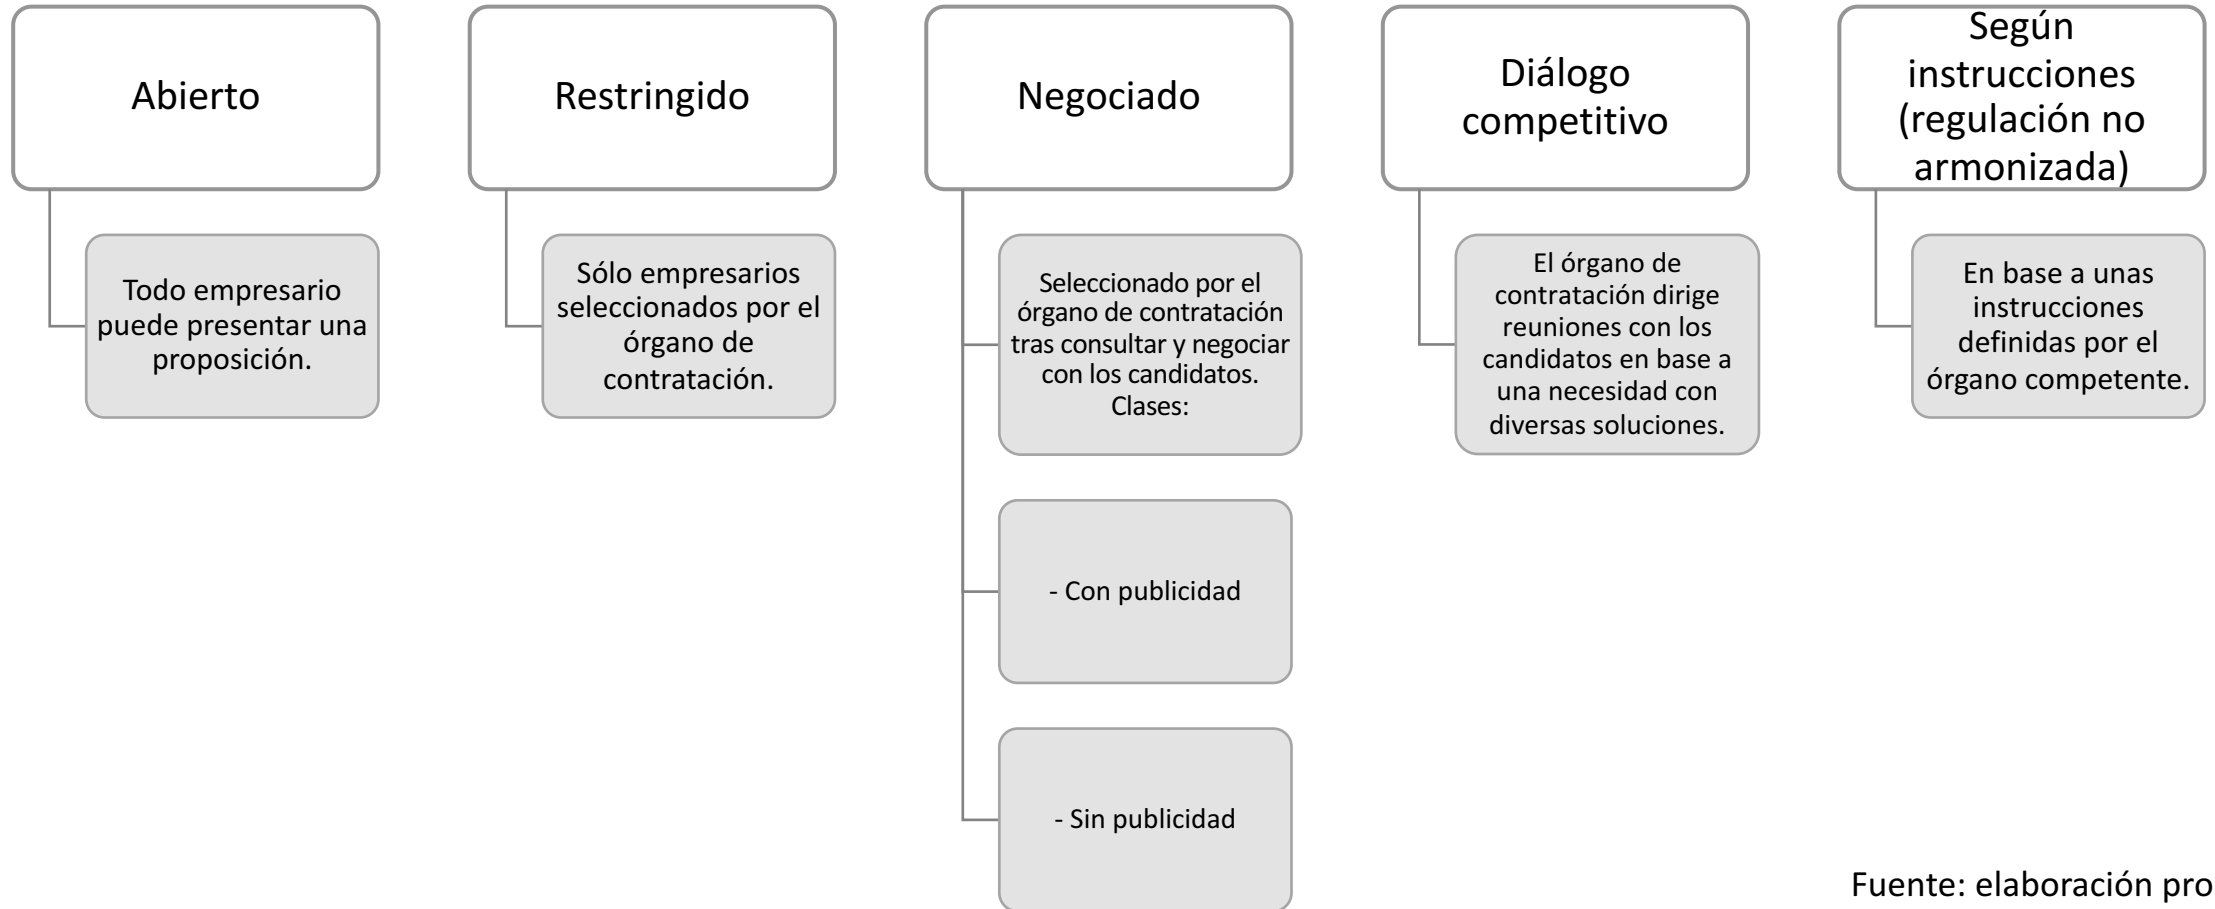 Abierto
Todo empresario
puede presentar una
proposición.
Restringido
Sólo empresarios
seleccionados por el
órgano de
contratación.
Negociado
Seleccionado por el
órgano de contratación
tras consultar y negociar
con los candidatos.
Clases:
- Con publicidad
- Sin publicidad
Diálogo
competitivo
El órgano de
contratación dirige
reuniones con los
candidatos en base a
una necesidad con
diversas soluciones.
Según
instrucciones
(regulación no
armonizada)
En base a unas
instrucciones
definidas por el
órgano competente.
Fuente: elaboración pro